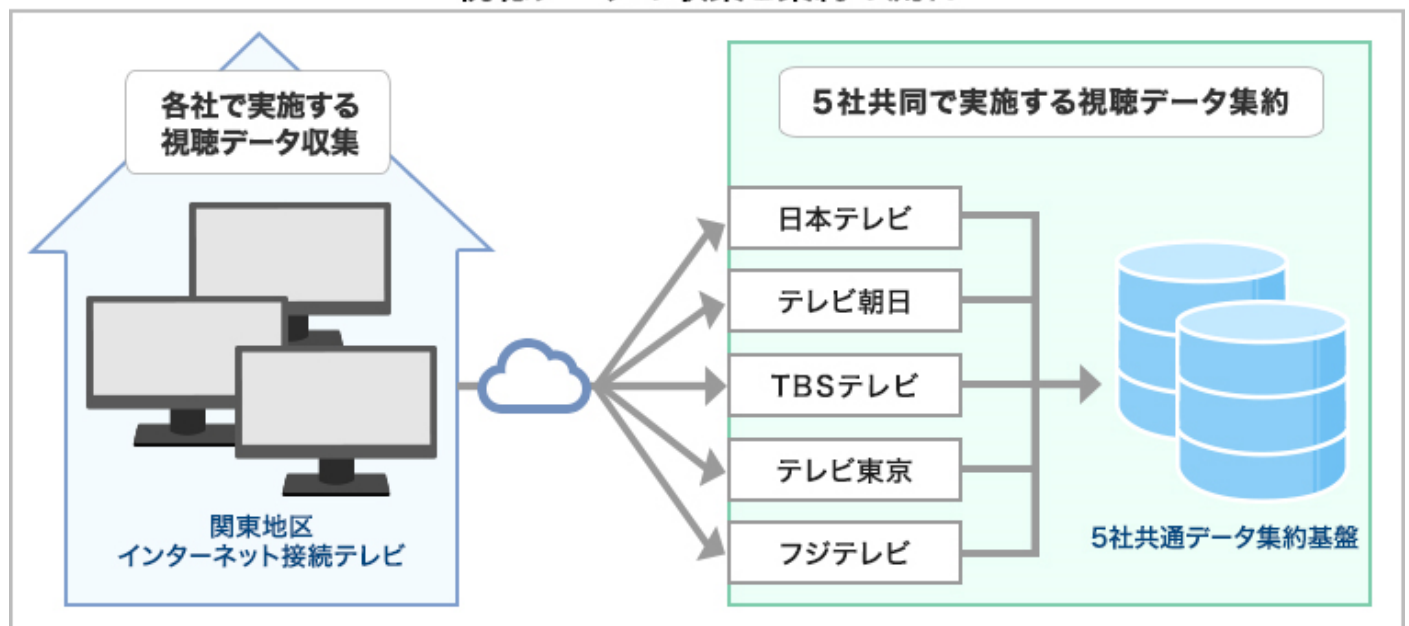 各社で実施する
視聴データ収集
5社共同で実施する視聴データ集約
日本テレビ
テレビ朝日
TBSテレビ
テレビ東京
フジテレビ
関東地区
インターネット接続テレビ
5社共通データ集約基盤